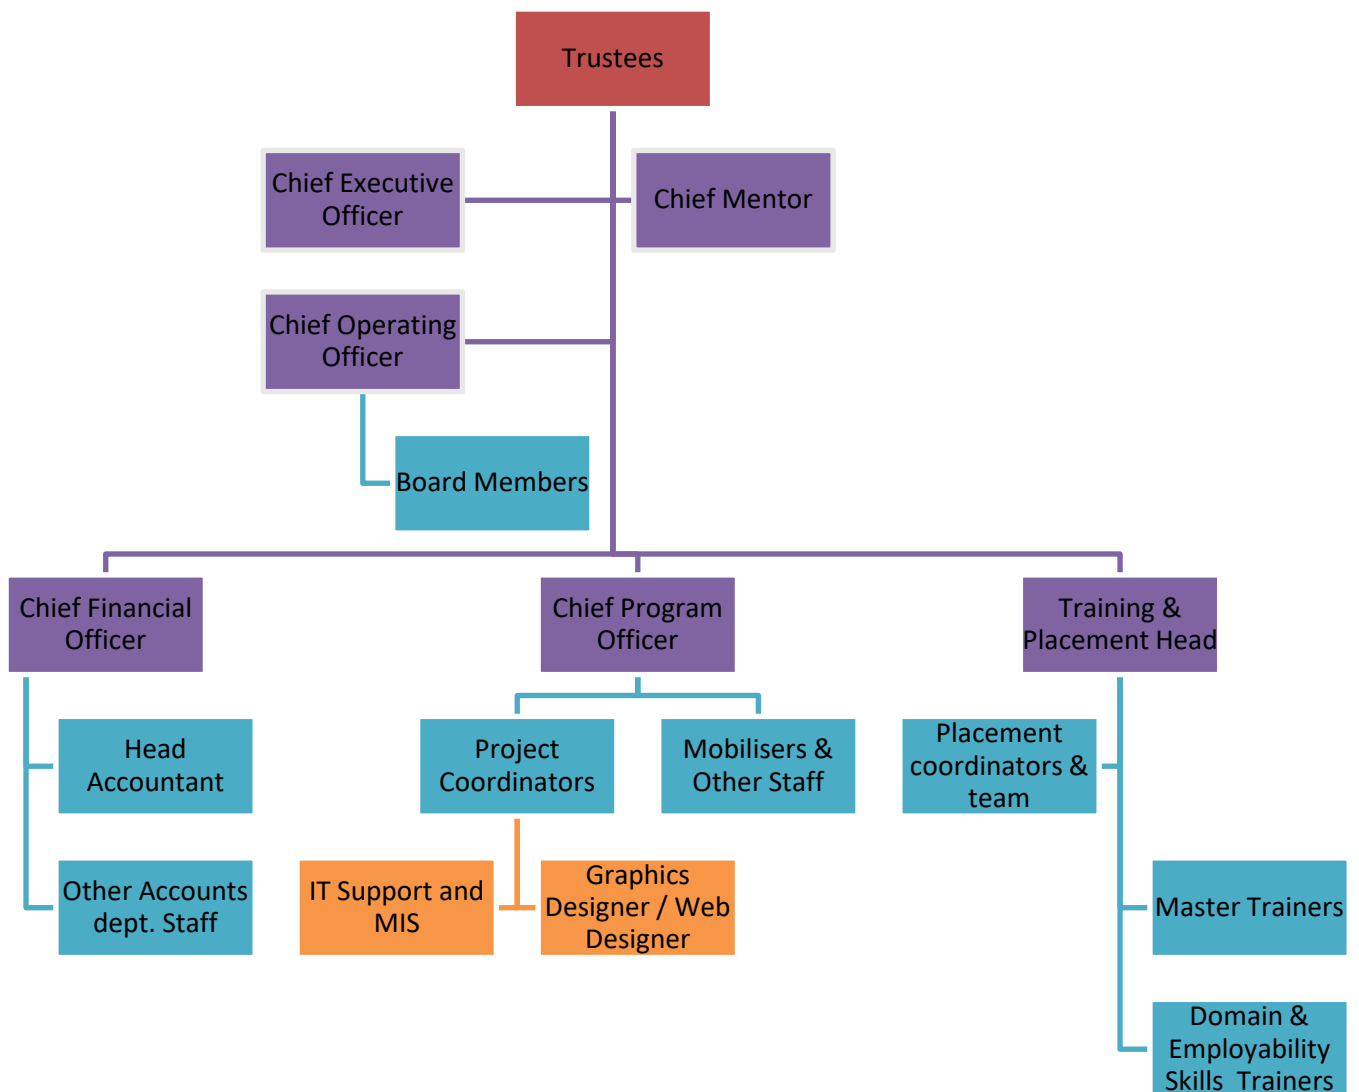 Trustees
Chief Executive
Officer
Chief Mentor
Chief Operating
Officer
Board Members
Chief Financial
Officer
Chief Program
Officer
Training &
Placement Head
Head
Accountant
Project
Coordinators
Mobilisers &
Other Staff
Placement
coordinators &
team
Other Accounts
dept. Staff
IT Support and
MIS
Graphics
Designer / Web
Designer
Master Trainers
Domain &
Employability
Skills Trainers